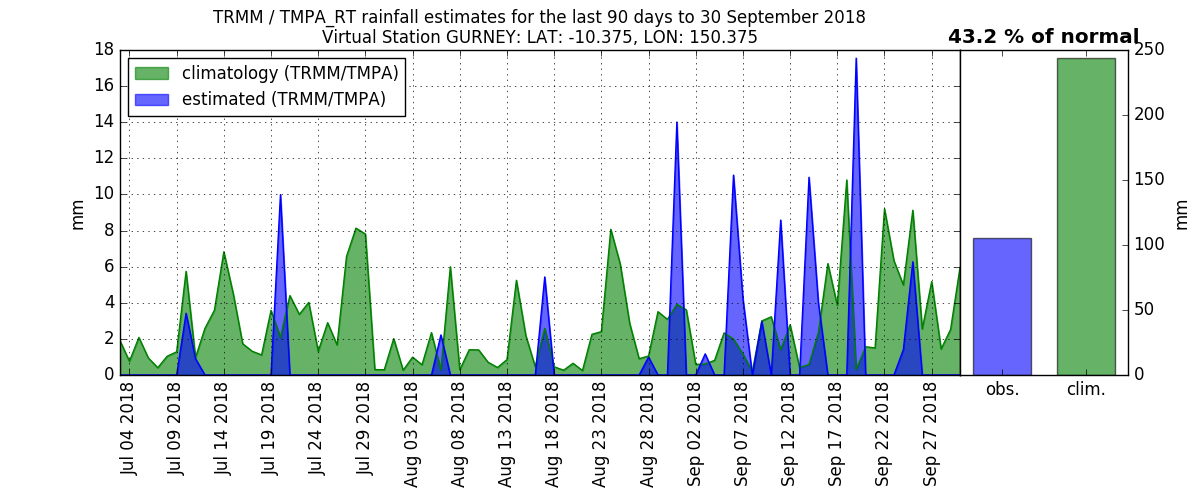 TRMM / TMPA_RT rainfall estimates for the last 90 days to 30 September 2018
Virtual Station GURNEY: LAT: -10.375, LON: 150.375
43.2 % of normal
climatology (TRMM/TMPA)
estimated (TRMM/TMPA)
18
16
14
12
10
8
6
4
2
0
mm
Jul 04 2018
Jul 09 2018
Jul 14 2018
Jul 19 2018
Jul 24 2018
Jul 29 2018
Aug 03 2018
Aug 08 2018
Aug 13 2018
Aug 18 2018
Aug 23 2018
Aug 28 2018
Sep 02 2018
Sep 07 2018
Sep 12 2018
Sep 17 2018
Sep 22 2018
Sep 27 2018
250
200
150
100
50
0
mm
obs.
clim.